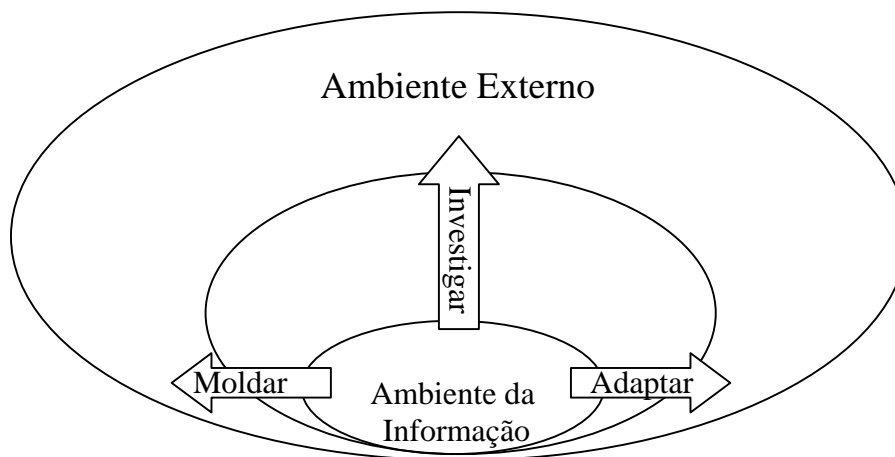 Ambiente Externo
Investigar
Moldar
Adaptar
Ambiente da
Informação